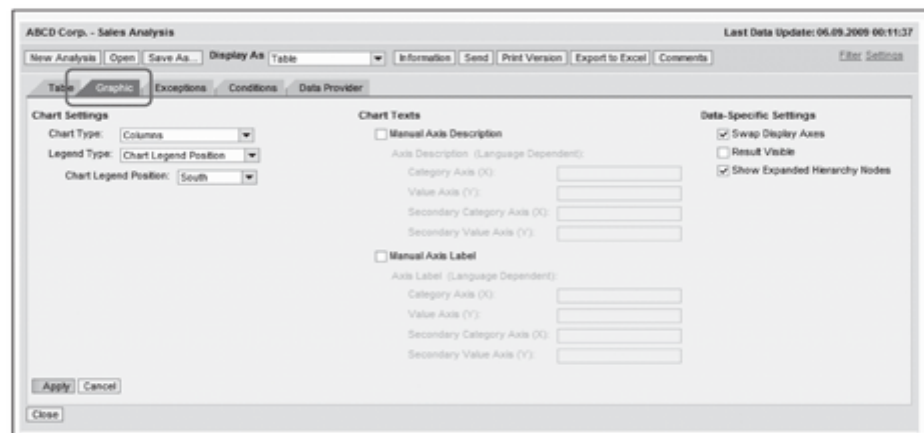 ABCD Corp. - Sales Analysis
Last Data Update: 06.09.2009 00:11:37
New Analysis Open Save As... Display As Table Information Send Print Version Export to Excel Comments Filter Settings
Table Graphic Exceptions Conditions Data Provider
Chart Settings
Chart Type: Columns
Legend Type: Chart Legend Position
Chart Legend Position: South
Chart Texts
Manual Axis Description
Axis Description (Language Dependent):
Category Axis (X):
Value Axis (Y):
Secondary Category Axis (X):
Secondary Value Axis (Y):
Manual Axis Label
Axis Label (Language Dependent):
Category Axis (X):
Value Axis (Y):
Secondary Category Axis (X):
Secondary Value Axis (Y):
Data-Specific Settings
Swap Display Axes
Result Visible
Show Expanded Hierarchy Nodes
Apply Cancel
Close